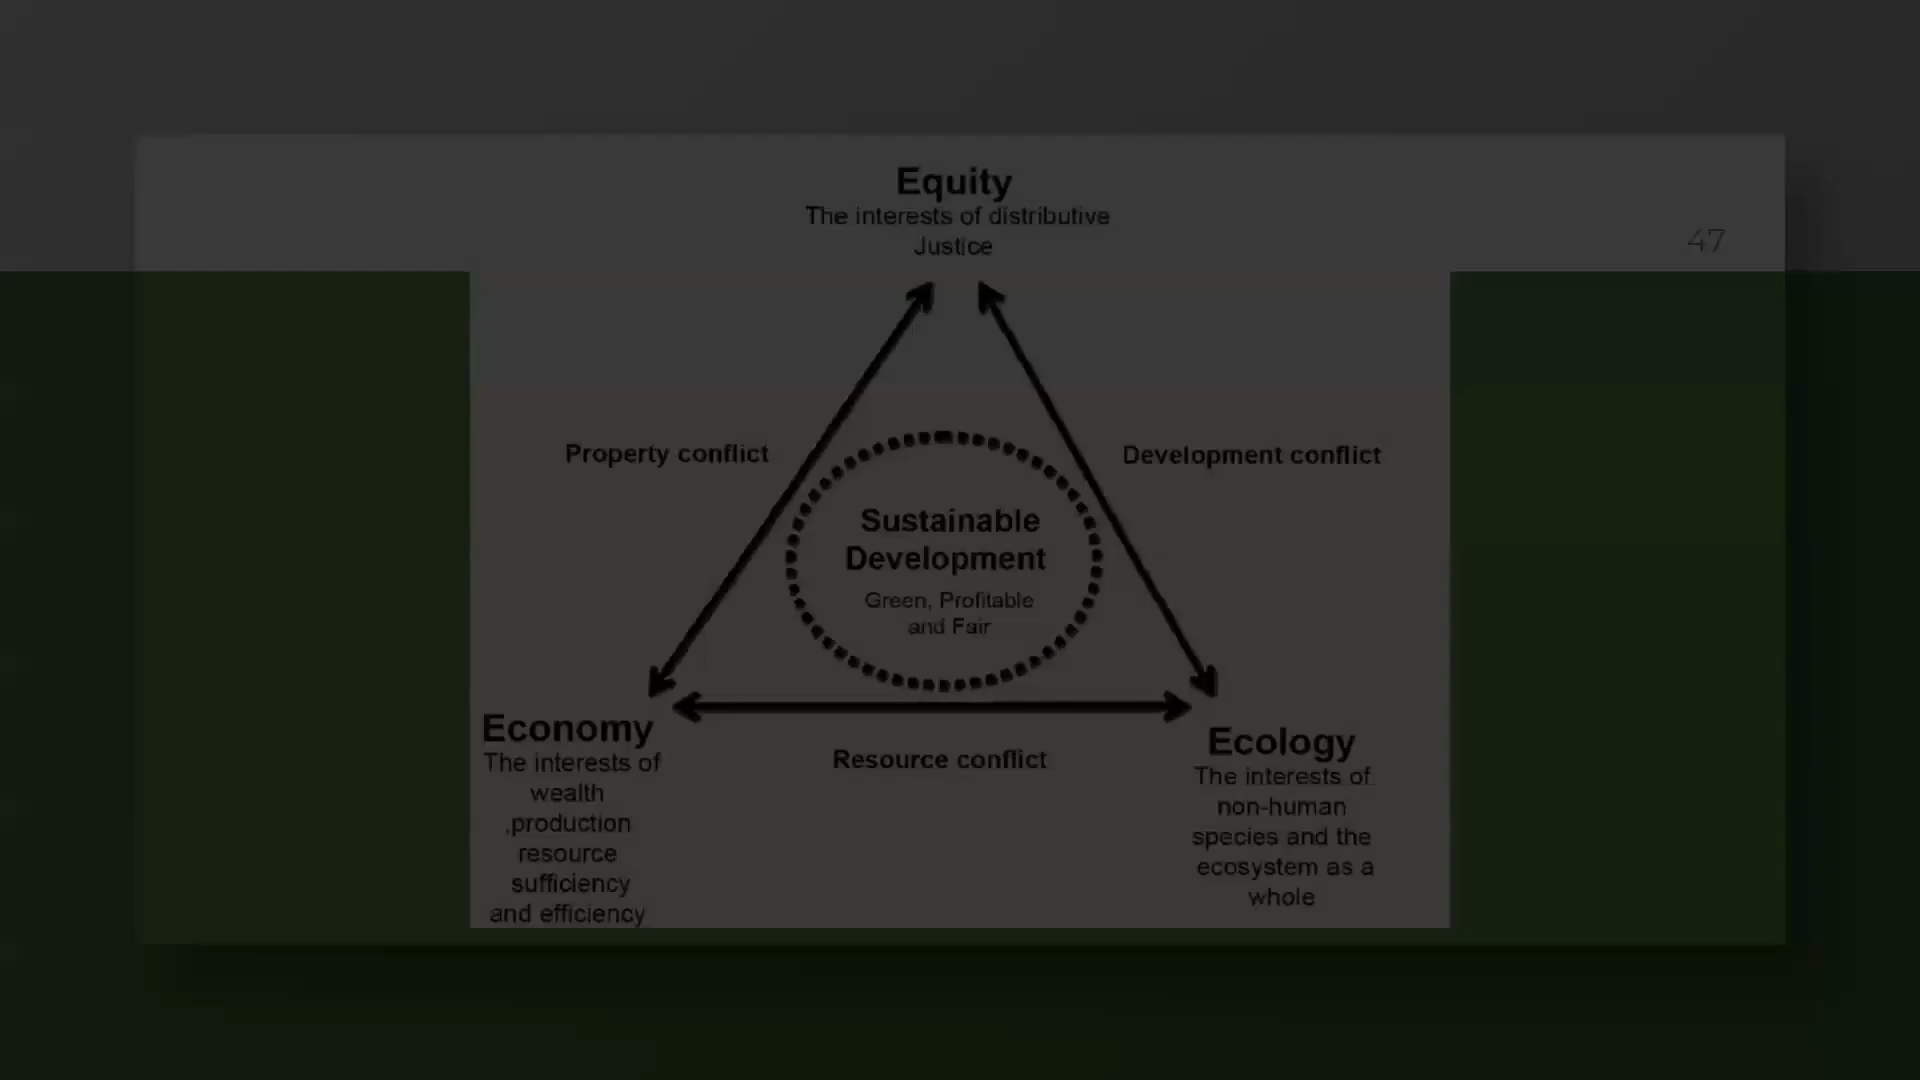 Equity
The interests of distributive
Justice
47
Property conflict
Development conflict
Sustainable
Development
Green, Profitable
and Fair
Economy
The interests of
wealth
,production
resource
sufficiency
and efficiency
Resource conflict
Ecology
The interests of
non-human
species and the
ecosystem as a
whole